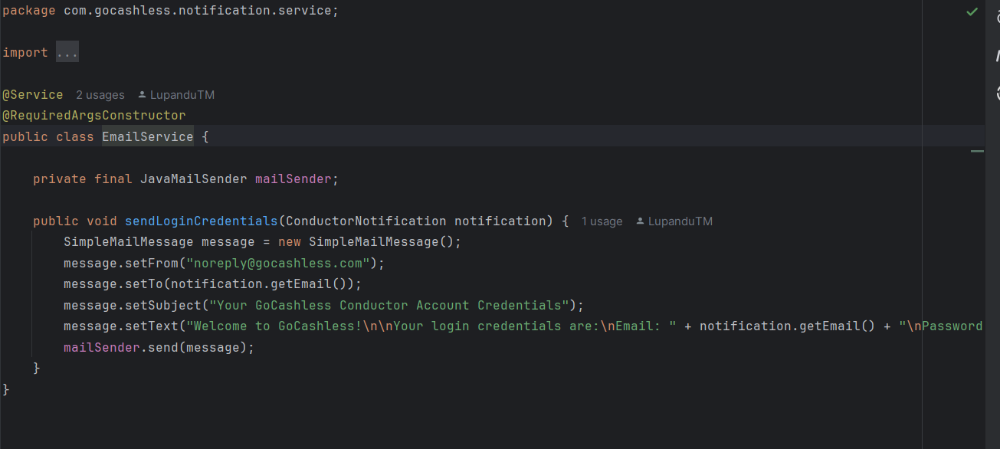 package com.gocashless.notification.service;
import ...
@Service 2 usages LupanduTM
@RequiredArgsConstructor
public class EmailService {
private final JavaMailSender mailSender;
public void sendLoginCredentials(ConductorNotification notification) { 1 usage LupanduTM
SimpleMailMessage message = new SimpleMailMessage();
message.setFrom("noreply@gocashless.com");
message.setTo(notification.getEmail());
message.setSubject("Your GoCashless Conductor Account Credentials");
message.setText("Welcome to GoCashless!\n\nYour login credentials are:\nEmail: " + notification.getEmail() + "\nPassword
mailSender.send(message);
}
}